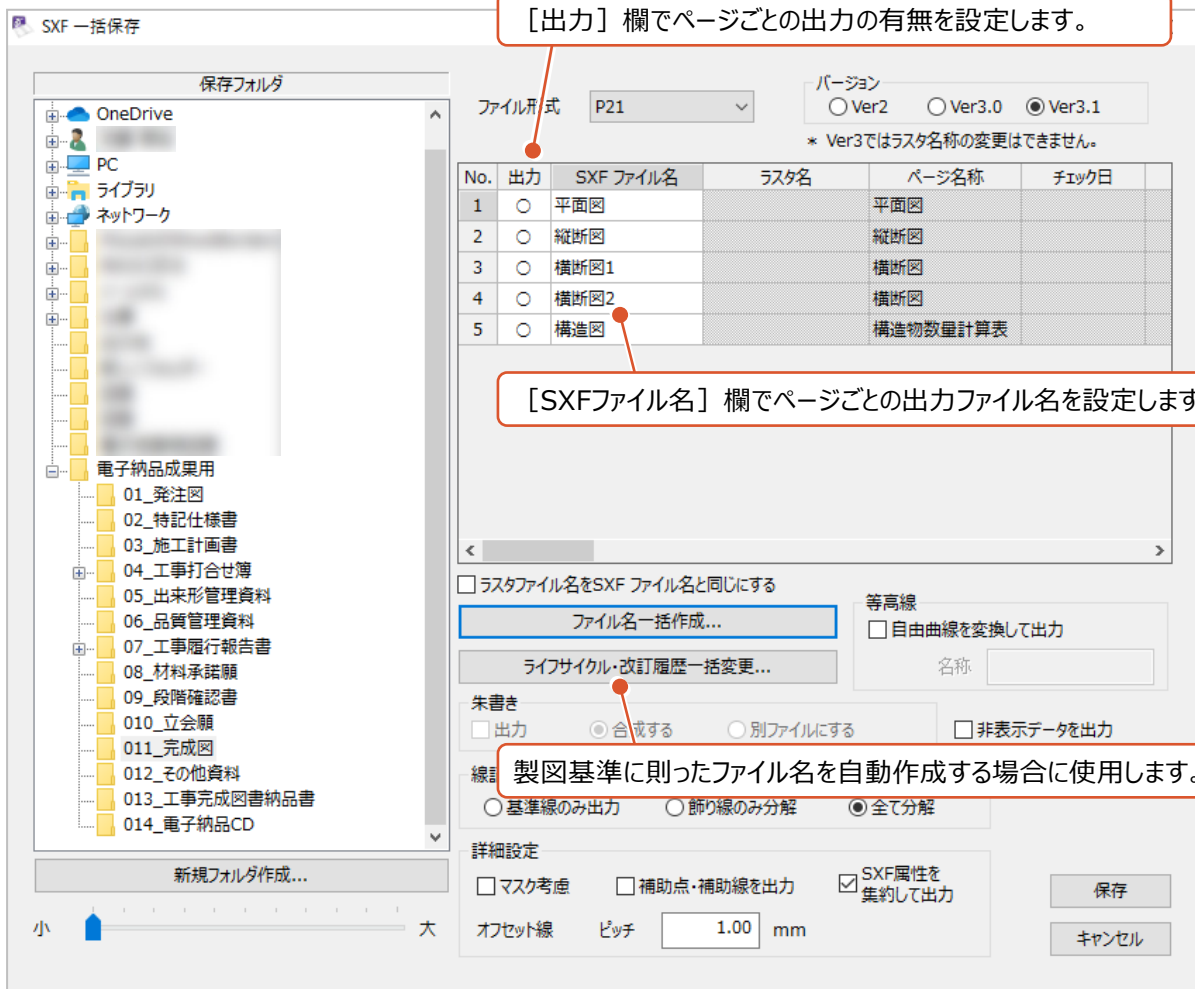 SXF 一括保存
［出力］欄でページごとの出力の有無を設定します。
保存フォルダ
OneDrive
PC
ライブラリ
ネットワーク
電子納品成果用
01_発注図
02_特記仕様書
03_施工計画書
04_工事打合せ簿
05_出来形管理資料
06_品質管理資料
07_工事履行報告書
08_材料承諾願
09_段階確認書
010_立会願
011_完成図
012_その他資料
013_工事完成図書納品書
014_電子納品CD
新規フォルダ作成...
小 大
ファイル形式 P21
バージョン
Ver2 Ver3.0 Ver3.1
* Ver3ではラスタ名称の変更はできません。
No. 出力 SXF ファイル名 ラスタ名 ページ名称 チェック日
1 ○ 平面図 平面図
2 ○ 縦断図 縦断図
3 ○ 横断図1 横断図
4 ○ 横断図2 横断図
5 ○ 構造図 構造物数量計算表
［SXFファイル名］欄でページごとの出力ファイル名を設定します
ラスタファイル名をSXF ファイル名と同じにする
ファイル名一括作成...
ライフサイクル・改訂履歴一括変更...
等高線
自由曲線を変換して出力
名称
朱書き
出力 合成する 別ファイルにする
非表示データを出力
製図基準に則ったファイル名を自動作成する場合に使用します。
基準線のみ出力 飾り線のみ分解 全て分解
詳細設定
マスク考慮 補助点・補助線を出力 SXF属性を
集約して出力
オフセット線 ピッチ 1.00 mm
保存
キャンセル